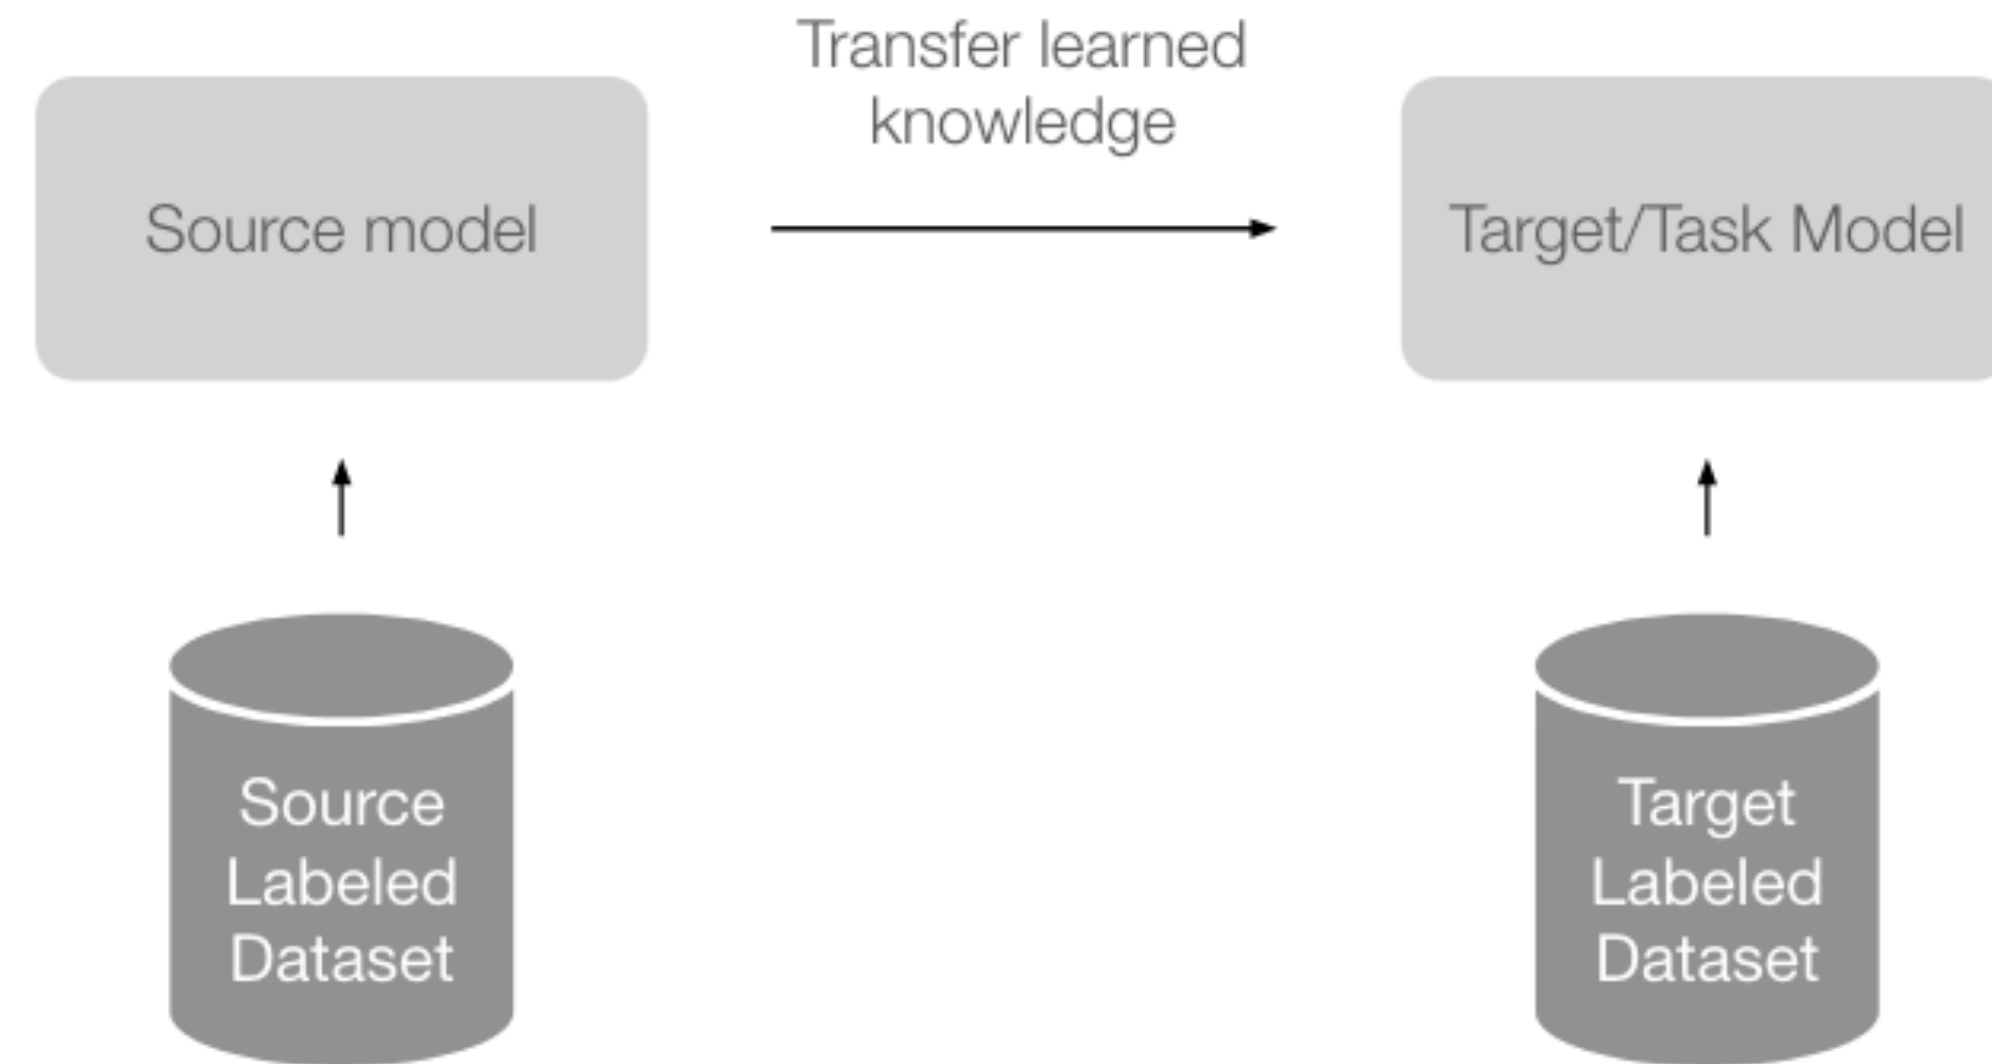 Transfer learned
knowledge
Source model
Target/Task Model
Source
Labeled
Dataset
Target
Labeled
Dataset